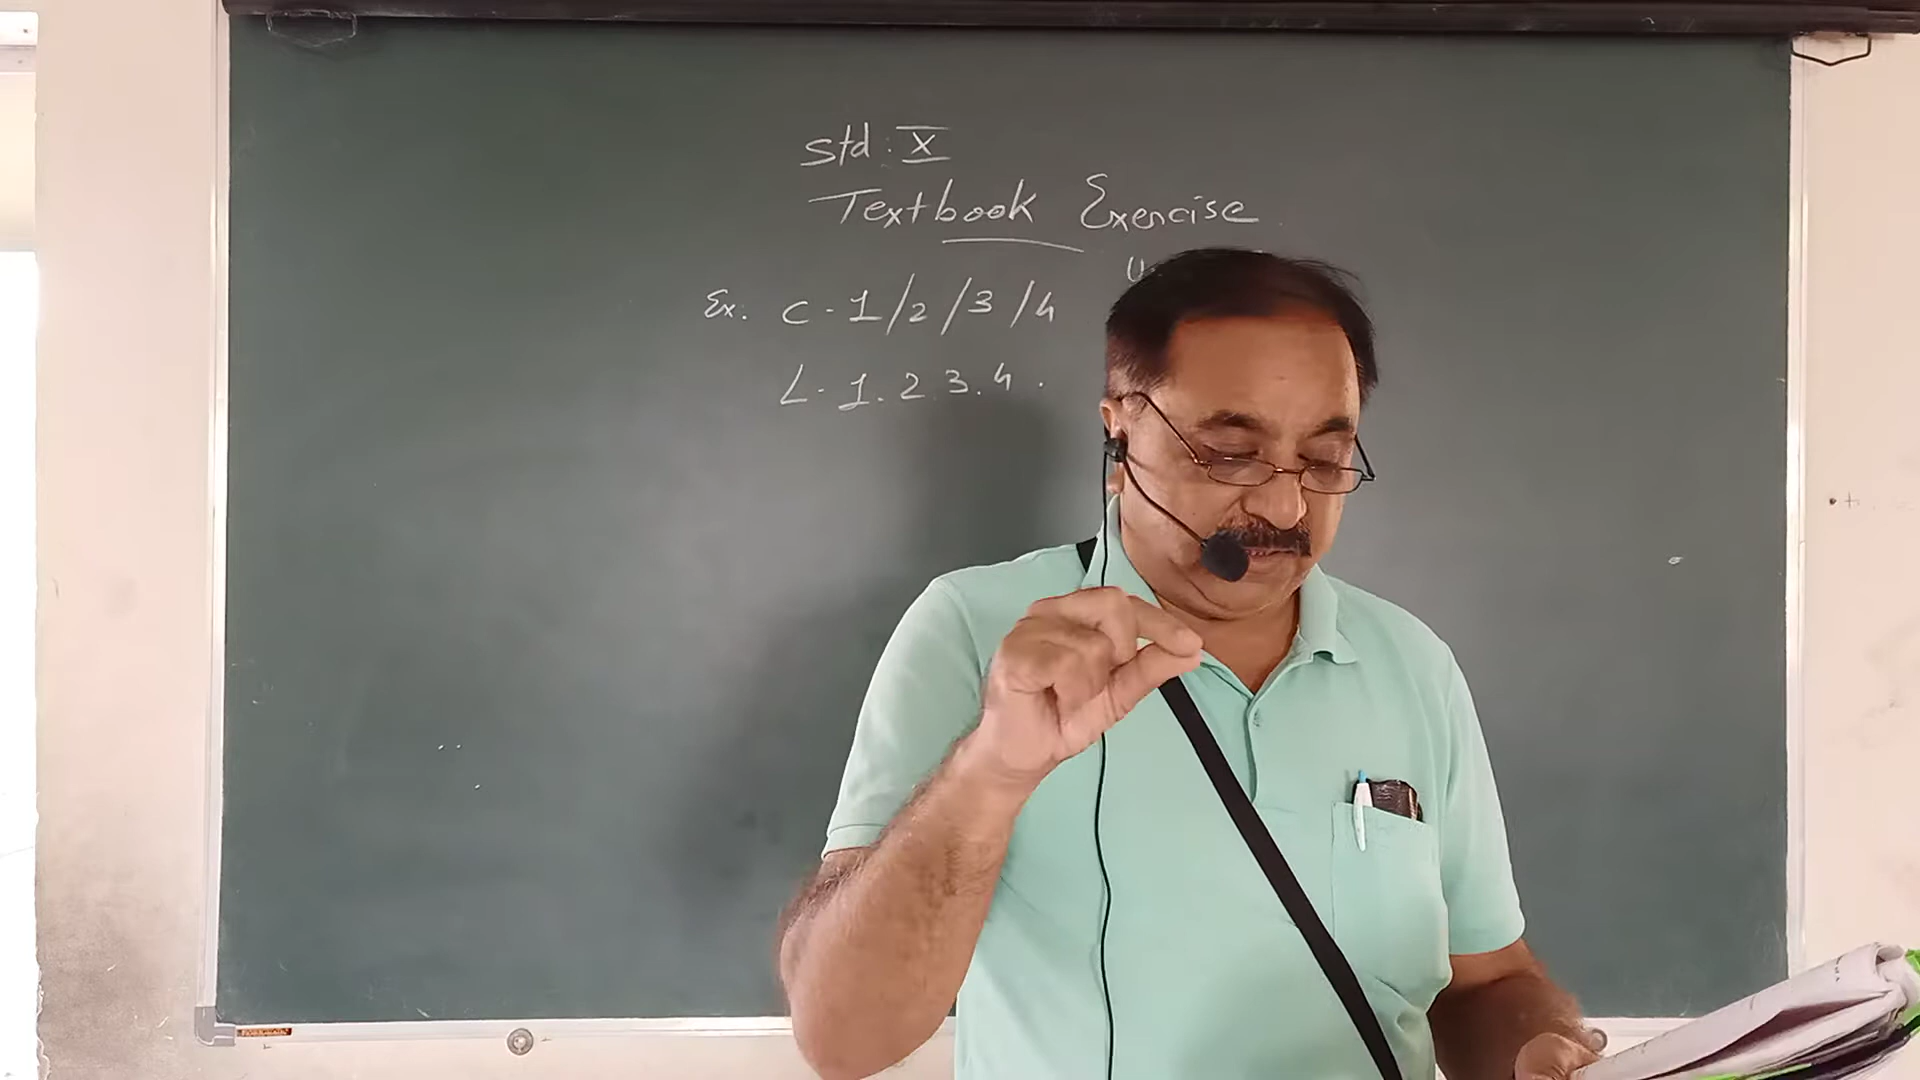 Std : X
Textbook Exercise
Ex. C - 1/2/3/4
L - 1. 2. 3. 4.